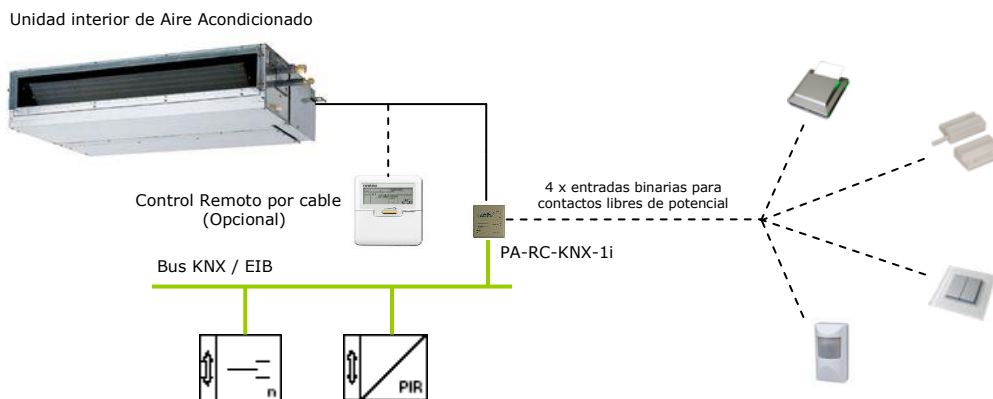 Unidad interior de Aire Acondicionado
Control Remoto por cable
(Opcional)
4 x entradas binarias para
contactos libres de potencial
PA-RC-KNX-1i
Bus KNX / EIB
n
PIR